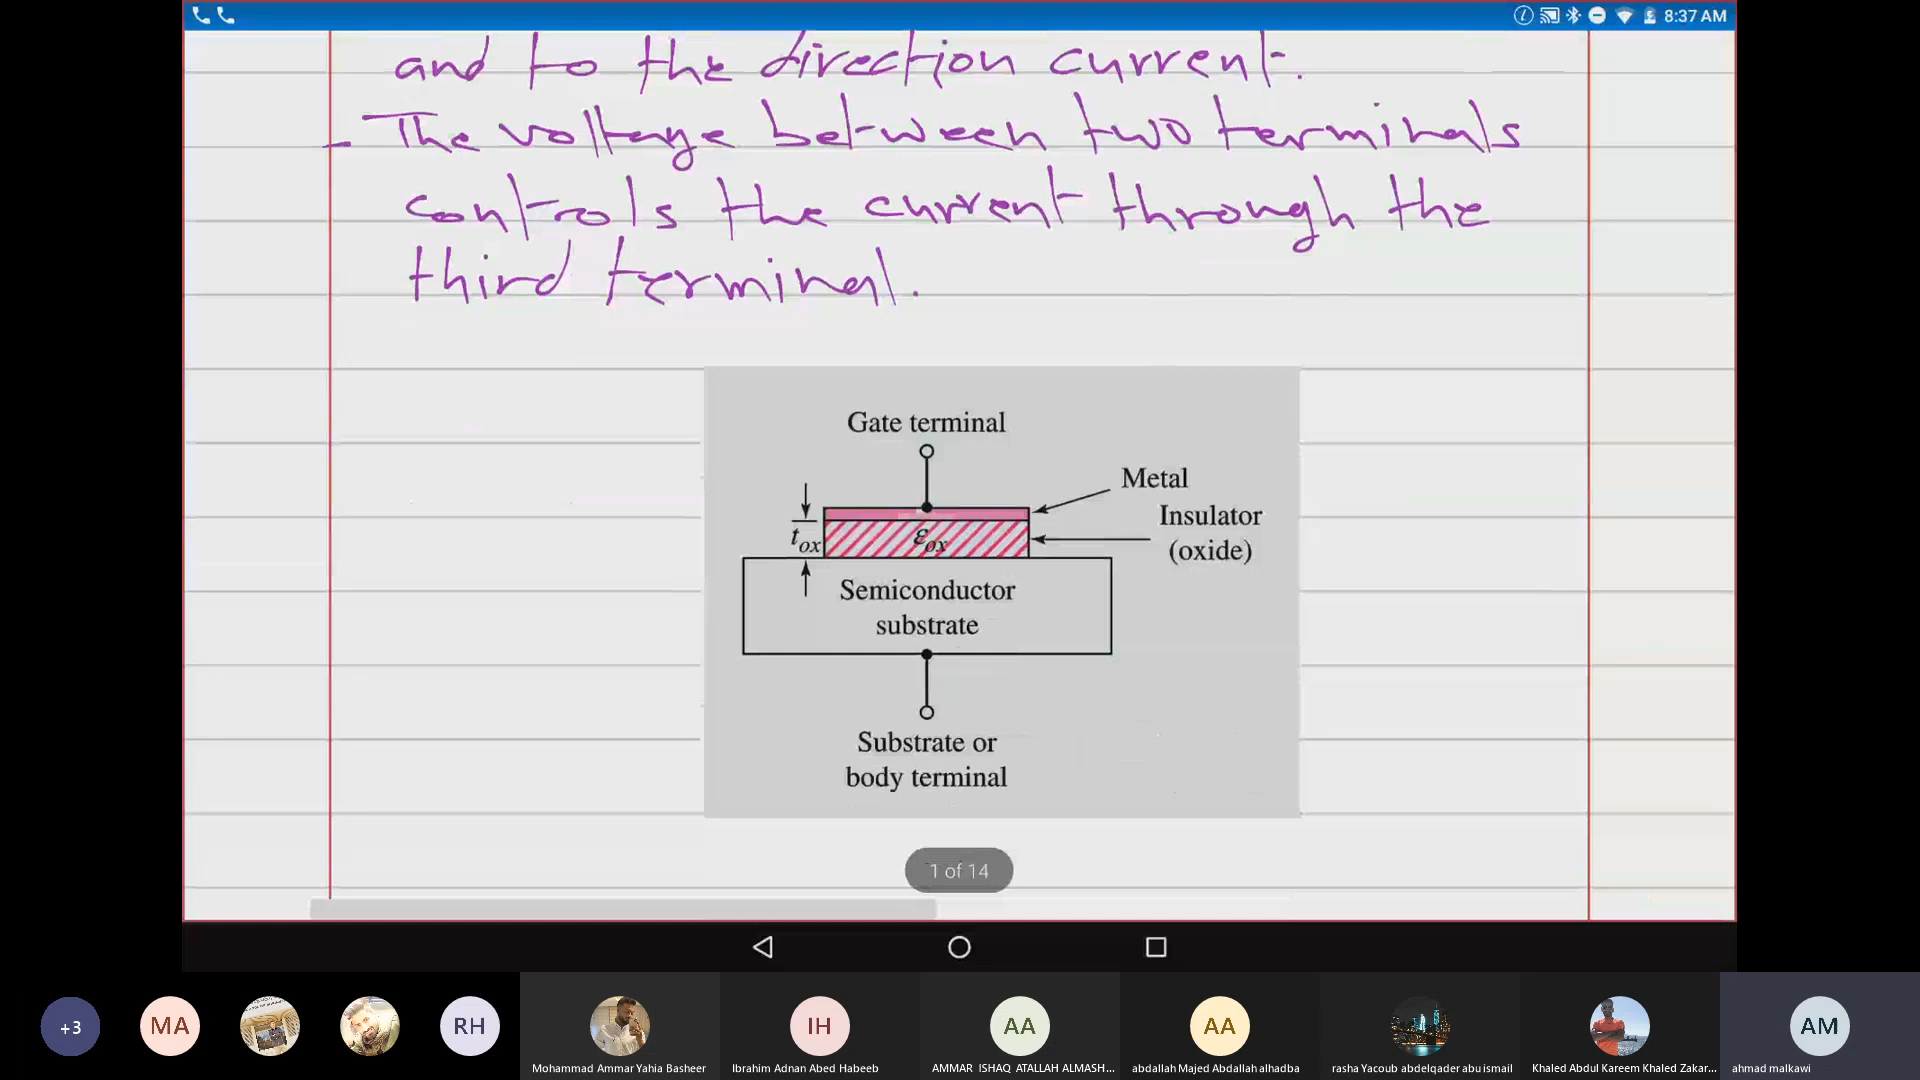 8:37 AM
and to the direction current.
- The voltage between two terminals
controls the current through the
third terminal.
Gate terminal
Metal
Insulator
(oxide)
tox
εox
Semiconductor
substrate
Substrate or
body terminal
1 of 14
+3
MA
RH
IH
AA
AA
AM
Mohammad Ammar Yahia Basheer
Ibrahim Adnan Abed Habeeb
AMMAR ISHAQ ATALLAH ALMASH...
abdallah Majed Abdallah alhadba
rasha Yacoub abdelqader abu ismail
Khaled Abdul Kareem Khaled Zakar...
ahmad malkawi